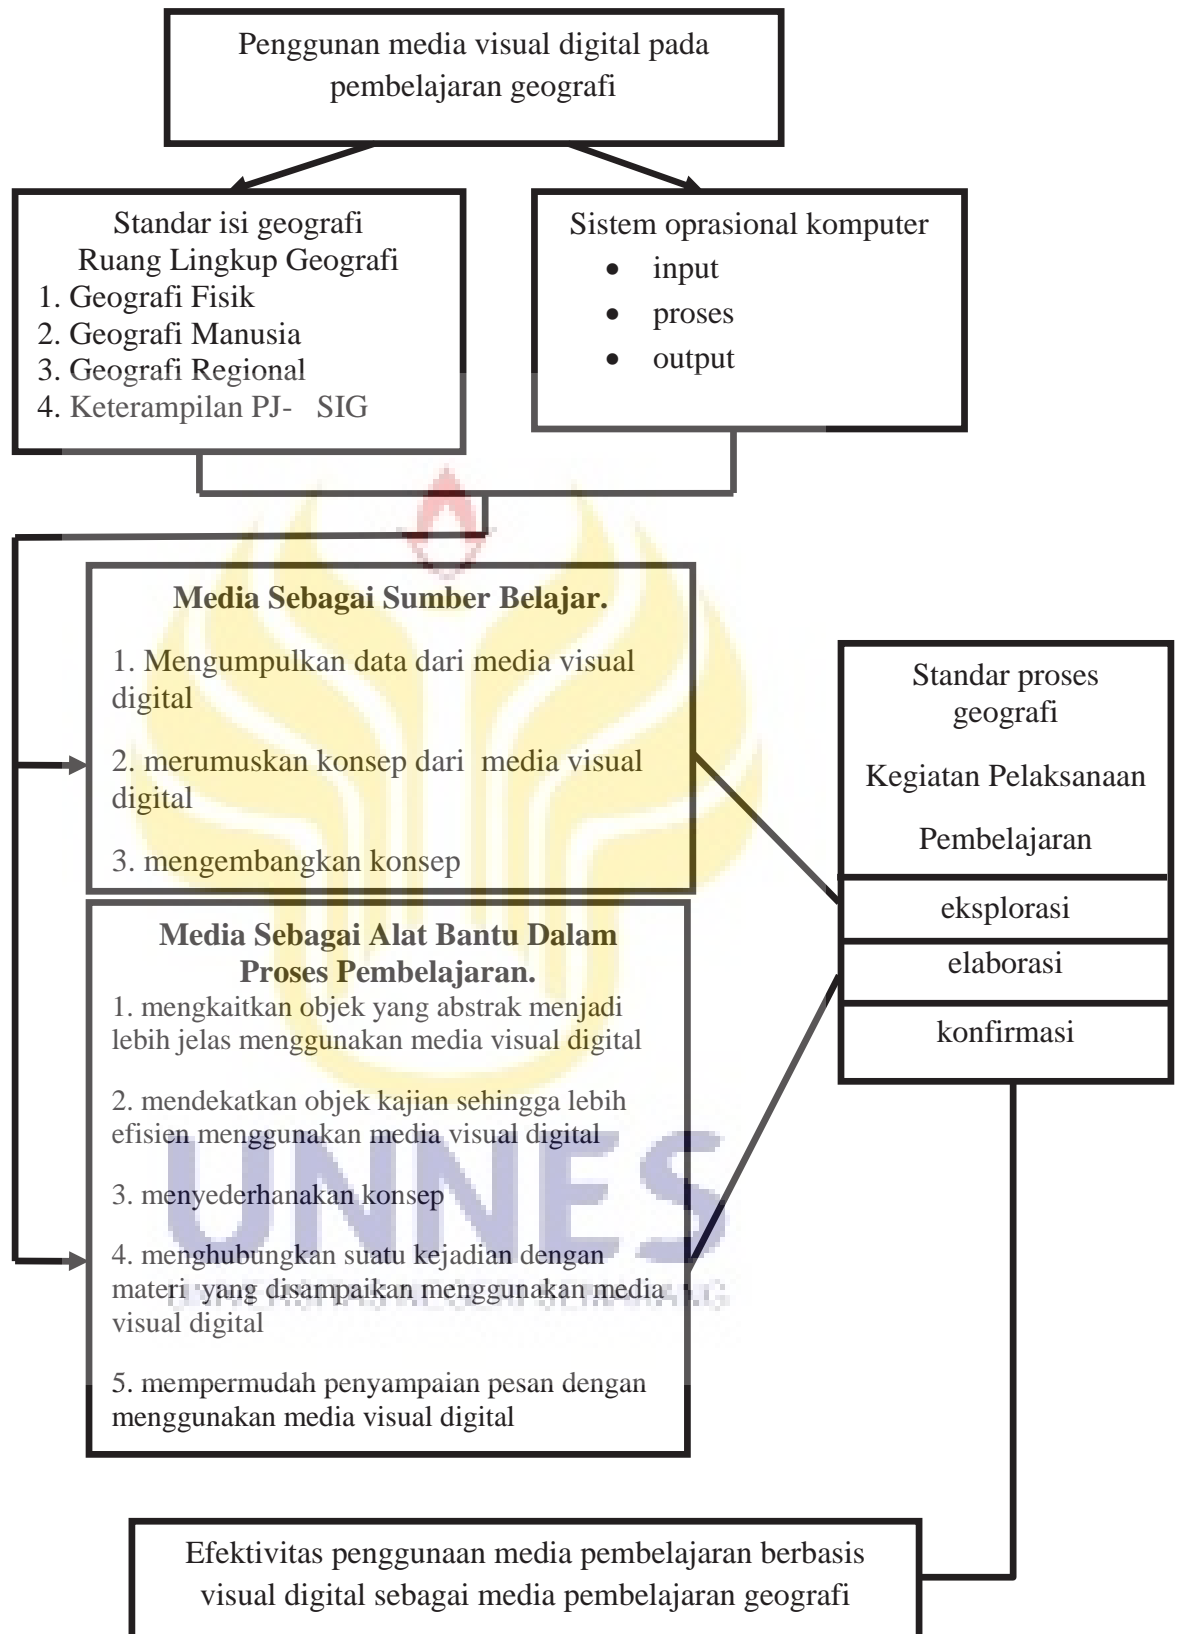 Penggunan media visual digital pada
pembelajaran geografi
Standar isi geografi
Ruang Lingkup Geografi
1. Geografi Fisik
2. Geografi Manusia
3. Geografi Regional
4. Keterampilan PJ- SIG
Sistem oprasional komputer
• input
• proses
• output
Media Sebagai Sumber Belajar.
1. Mengumpulkan data dari media visual
digital
2. merumuskan konsep dari media visual
digital
3. mengembangkan konsep
Media Sebagai Alat Bantu Dalam
Proses Pembelajaran.
1. mengkaitkan objek yang abstrak menjadi
lebih jelas menggunakan media visual digital
2. mendekatkan objek kajian sehingga lebih
efisien menggunakan media visual digital
3. menyederhanakan konsep
4. menghubungkan suatu kejadian dengan
materi yang disampaikan menggunakan media
visual digital
5. mempermudah penyampaian pesan dengan
menggunakan media visual digital
Standar proses
geografi
Kegiatan Pelaksanaan
Pembelajaran
eksplorasi
elaborasi
konfirmasi
Efektivitas penggunaan media pembelajaran berbasis
visual digital sebagai media pembelajaran geografi
UNNES